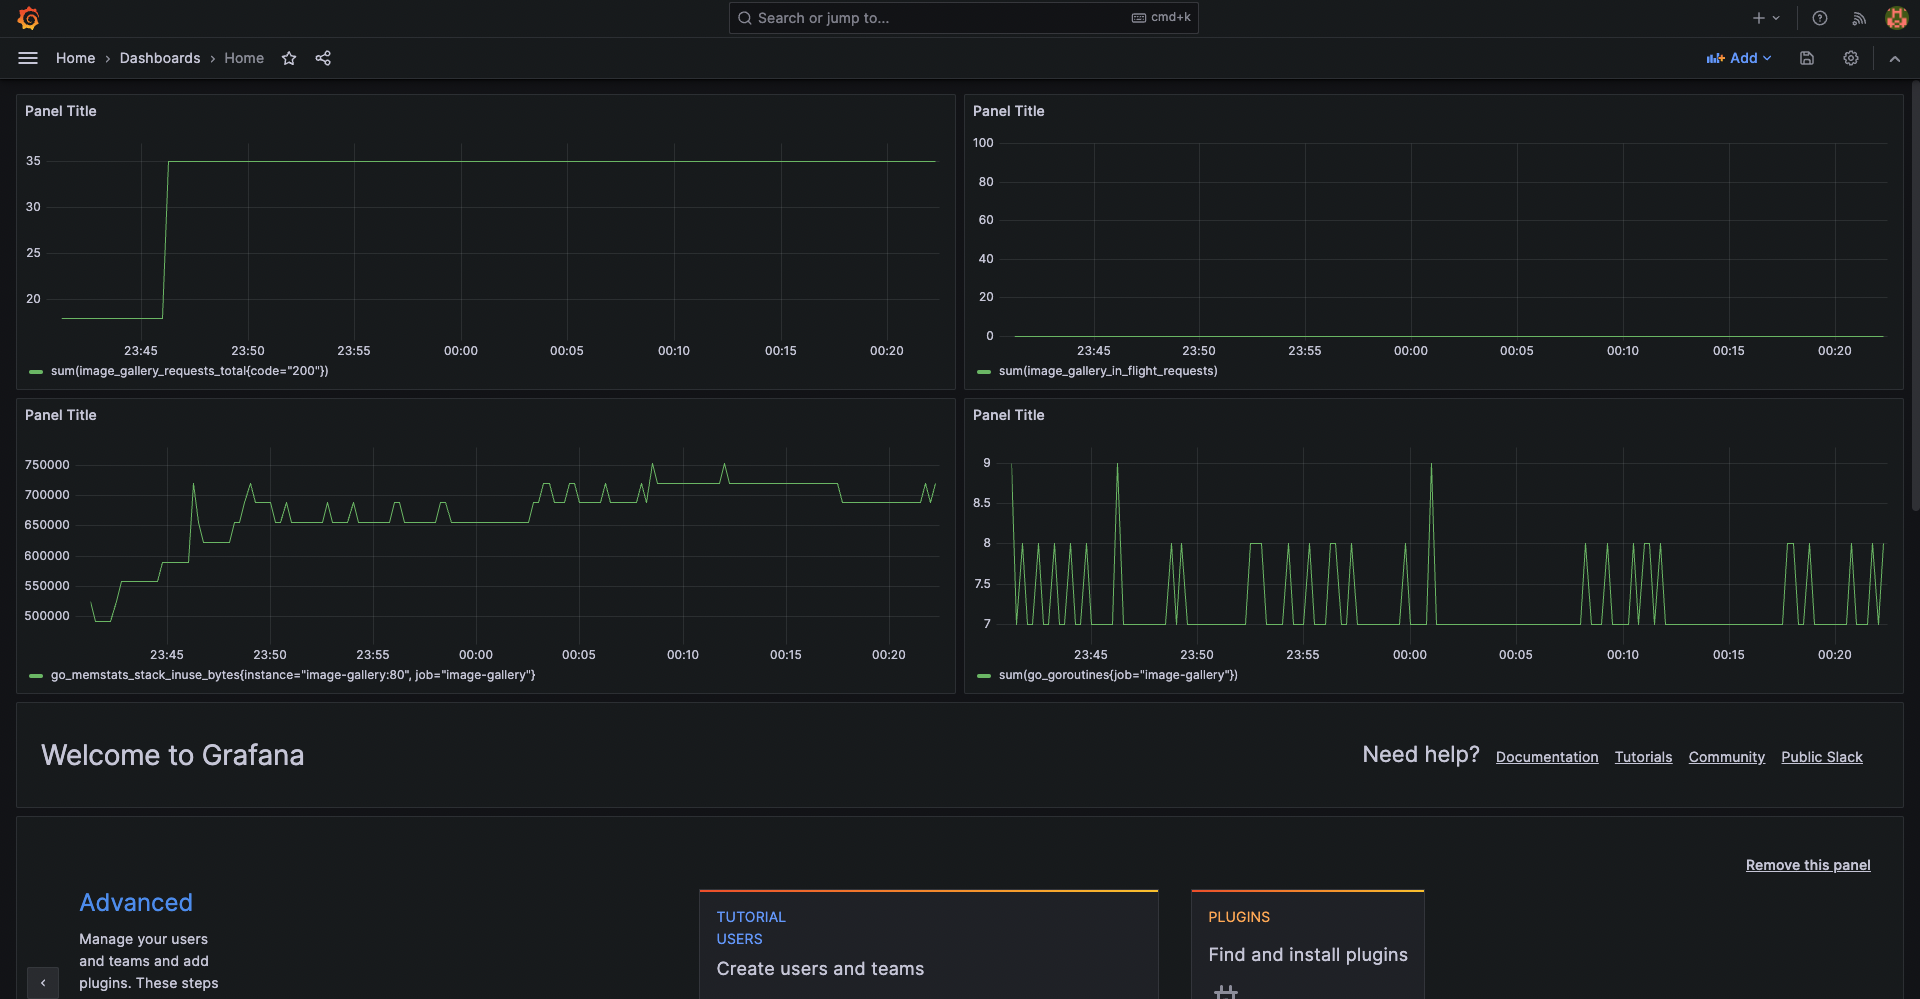 Search or jump to...
cmd+k
Home › Dashboards › Home
Add
Panel Title
35
30
25
20
23:45 23:50 23:55 00:00 00:05 00:10 00:15 00:20
sum(image_gallery_requests_total{code="200"})
Panel Title
100
80
60
40
20
0
23:45 23:50 23:55 00:00 00:05 00:10 00:15 00:20
sum(image_gallery_in_flight_requests)
Panel Title
750000
700000
650000
600000
550000
500000
23:45 23:50 23:55 00:00 00:05 00:10 00:15 00:20
go_memstats_stack_inuse_bytes{instance="image-gallery:80", job="image-gallery"}
Panel Title
9
8.5
8
7.5
7
23:45 23:50 23:55 00:00 00:05 00:10 00:15 00:20
sum(go_goroutines{job="image-gallery"})
Welcome to Grafana
Need help? Documentation Tutorials Community Public Slack
Remove this panel
Advanced
Manage your users
and teams and add
plugins. These steps
TUTORIAL
USERS
Create users and teams
PLUGINS
Find and install plugins